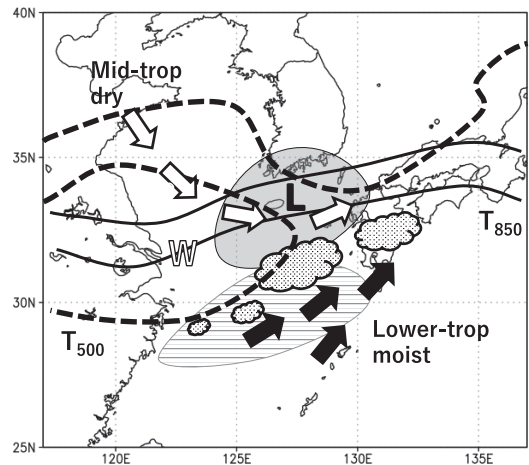 40N
Mid-trop
dry
35N
L
T850
W
30N
T500
Lower-trop
moist
25N
120E 125E 130E 135E